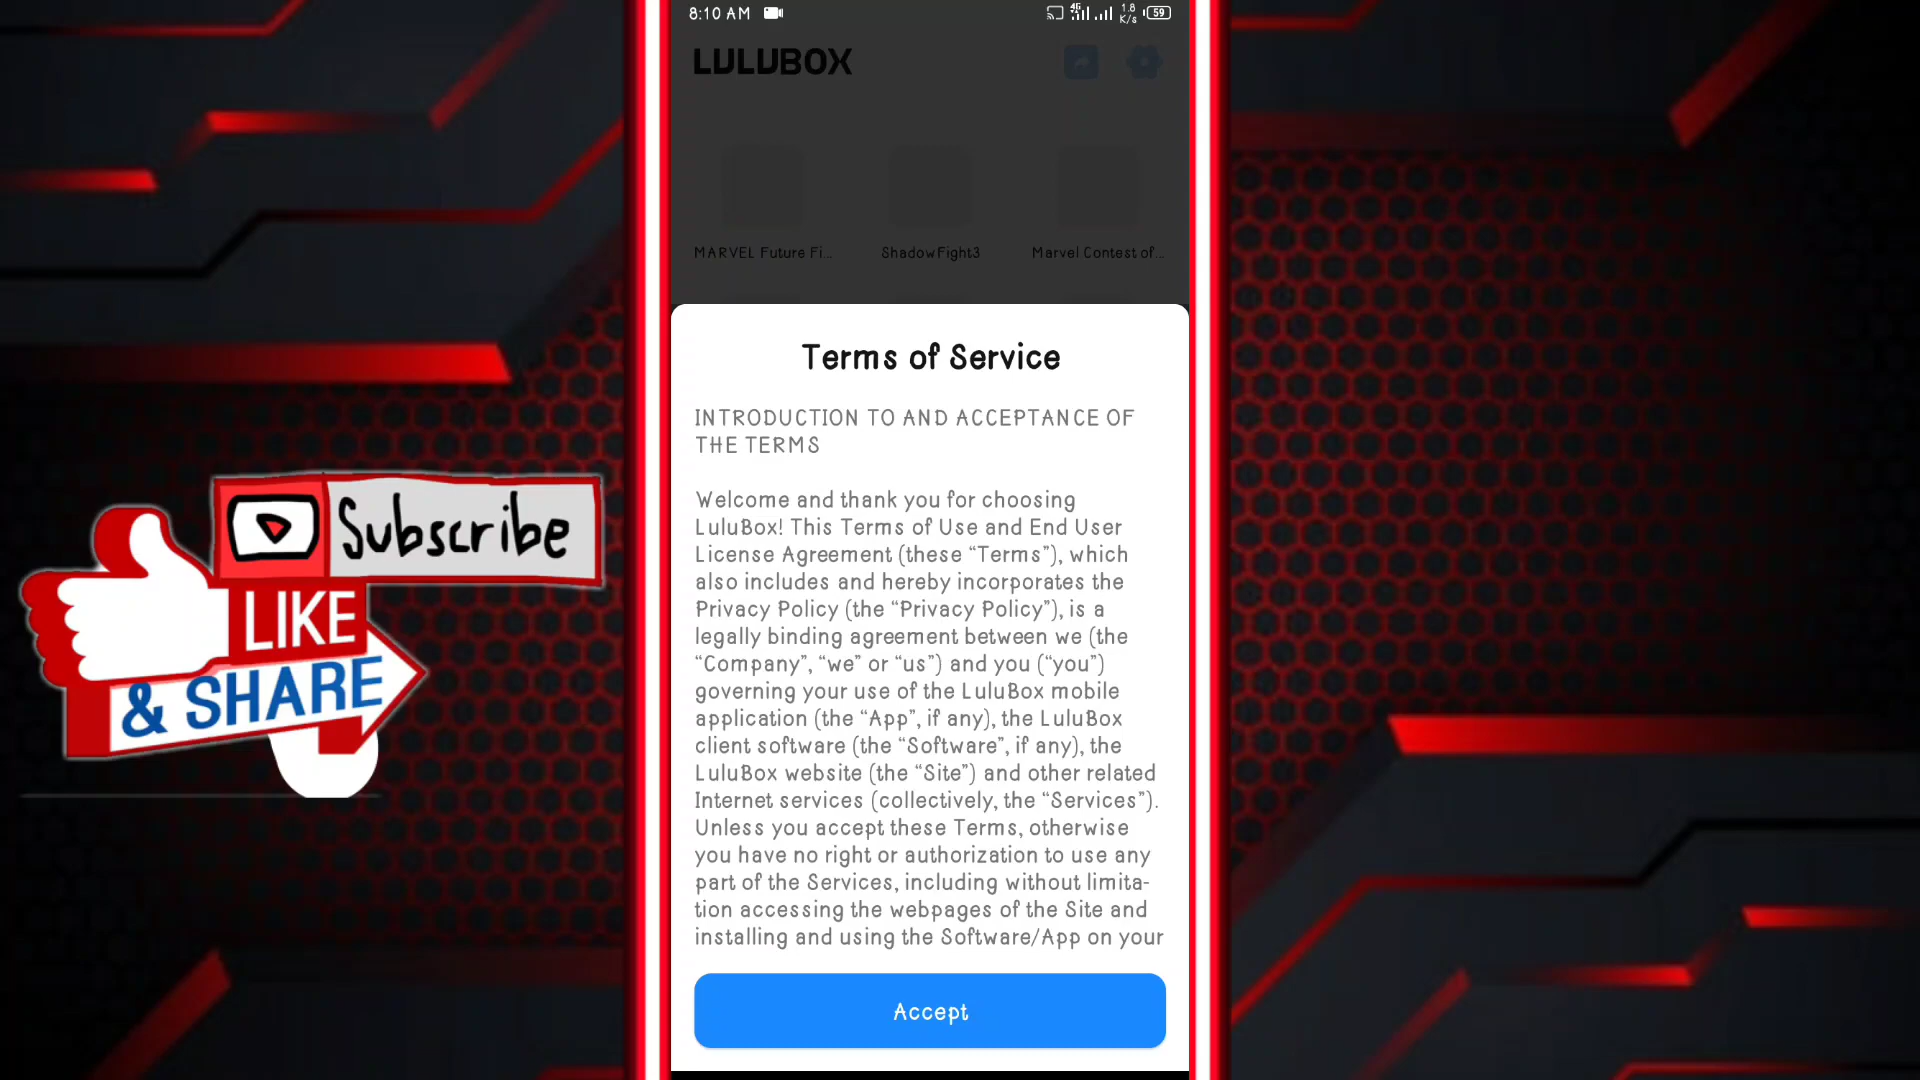 8:10 AM
4G
1.8
K/s
59
LULUBOX
MARVEL Future Fi...
ShadowFight3
Marvel Contest of...
Terms of Service
INTRODUCTION TO AND ACCEPTANCE OF
THE TERMS
Welcome and thank you for choosing
LuluBox! This Terms of Use and End User
License Agreement (these “Terms”), which
also includes and hereby incorporates the
Privacy Policy (the “Privacy Policy”), is a
legally binding agreement between we (the
“Company”, “we” or “us”) and you (“you”)
governing your use of the LuluBox mobile
application (the “App”, if any), the LuluBox
client software (the “Software”, if any), the
LuluBox website (the “Site”) and other related
Internet services (collectively, the “Services”).
Unless you accept these Terms, otherwise
you have no right or authorization to use any
part of the Services, including without limita-
tion accessing the webpages of the Site and
installing and using the Software/App on your
Accept
Subscribe
LIKE
& SHARE